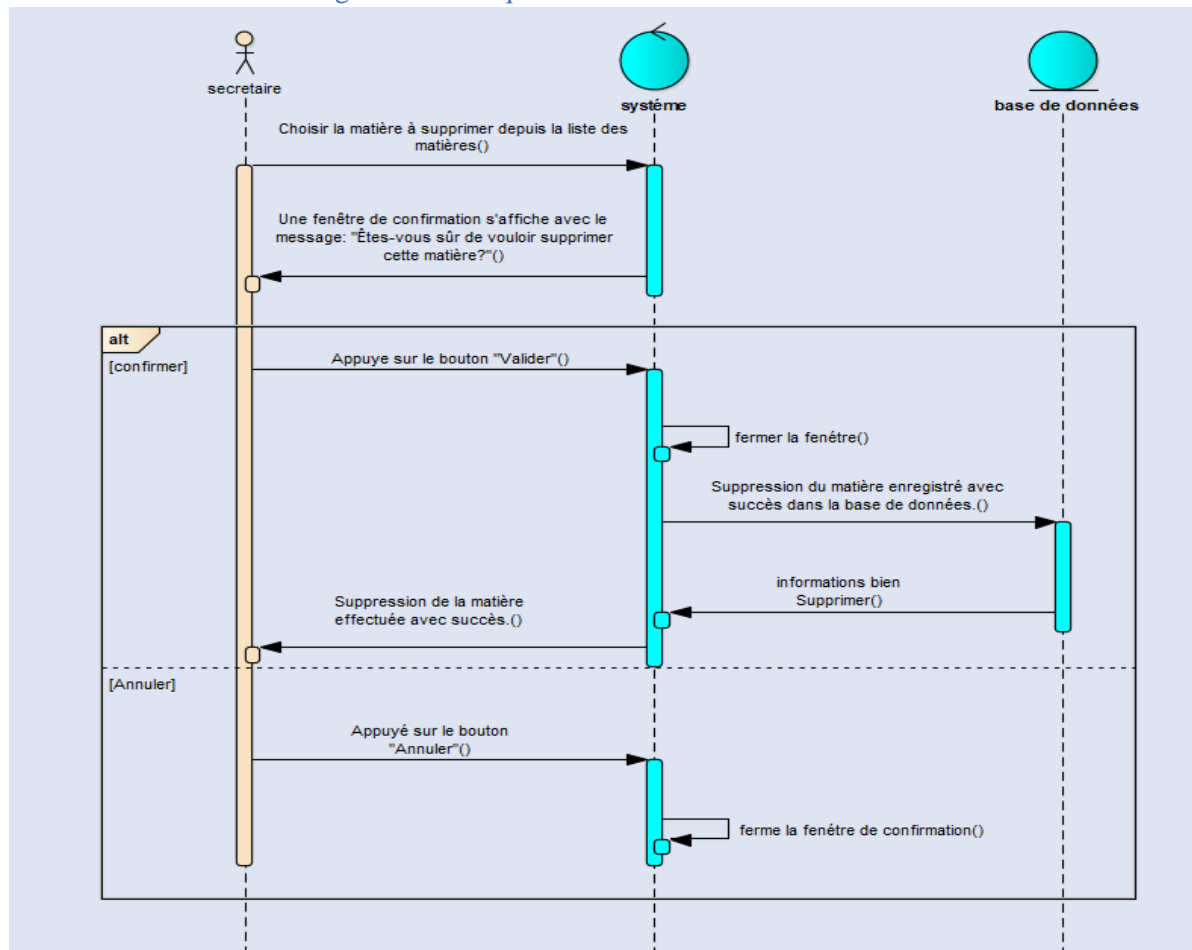 secretaire
systéme
base de données
Choisir la matière à supprimer depuis la liste des
matières()
Une fenêtre de confirmation s'affiche avec le
message: "Êtes-vous sûr de vouloir supprimer
cette matière?"()
alt
[confirmer]
Appuye sur le bouton "Valider"()
fermer la fenétre()
Suppression du matière enregistré avec
succès dans la base de données.()
informations bien
Supprimer()
Suppression de la matière
effectuée avec succès.()
[Annuler]
Appuyé sur le bouton
"Annuler"()
ferme la fenétre de confirmation()